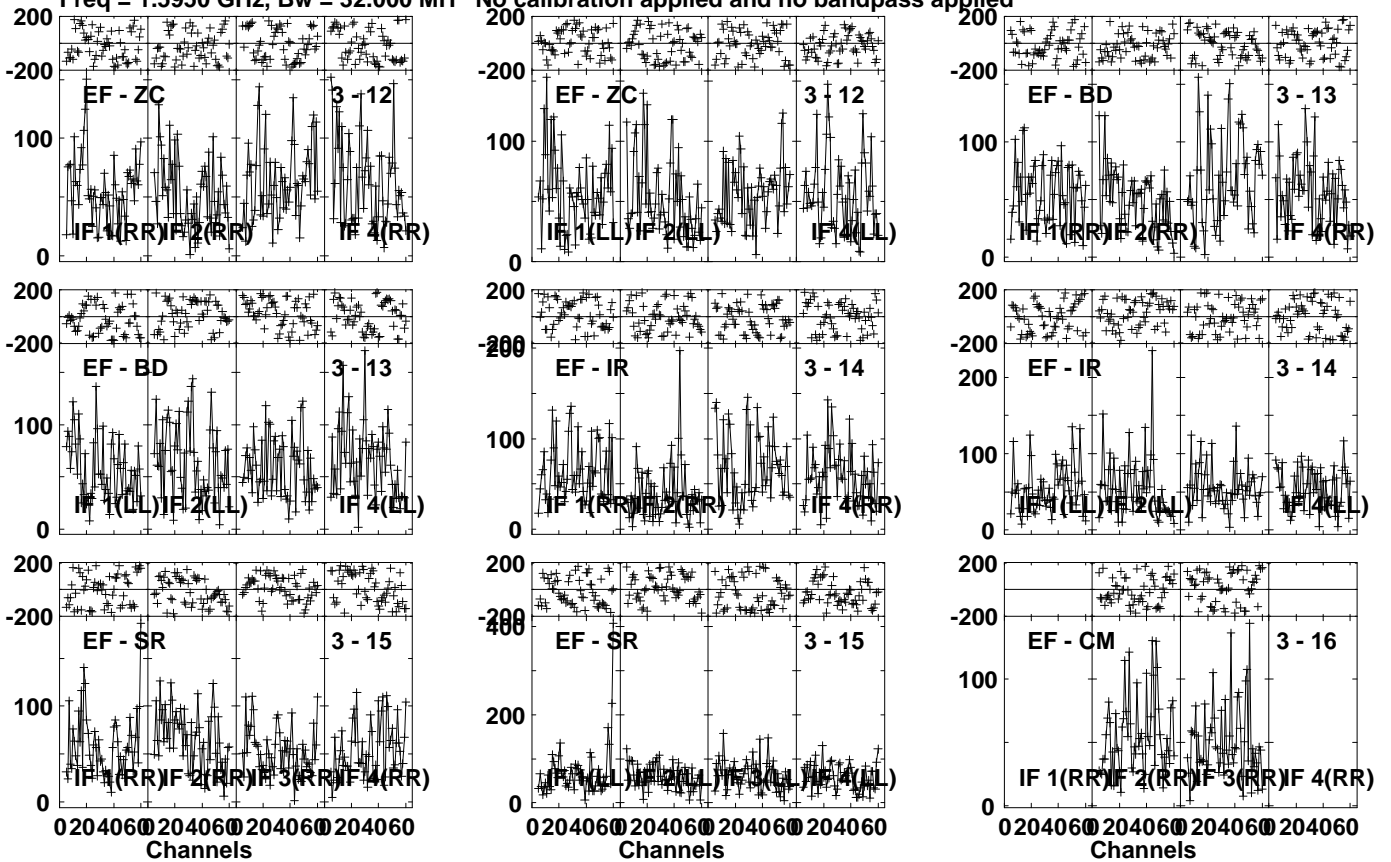 Freq = 1.5950 GHz, Bw = 32.000 MH No calibration applied and no bandpass applied
200
-200
EF - ZC 3 - 12
100
0
IF 1(RR) IF 2(RR) IF 4(RR)
200
-200
EF - ZC 3 - 12
100
0
IF 1(LL) IF 2(LL) IF 4(LL)
200
-200
EF - BD 3 - 13
100
0
IF 1(RR) IF 2(RR) IF 4(RR)
200
-200
EF - BD 3 - 13
100
0
IF 1(LL) IF 2(LL) IF 4(LL)
200
-200
200
EF - IR 3 - 14
100
0
IF 1(RR) IF 2(RR) IF 4(RR)
200
-200
EF - IR 3 - 14
200
100
0
IF 1(LL) IF 2(LL) IF 4(LL)
200
-200
EF - SR 3 - 15
100
0
IF 1(RR) IF 2(RR) IF 3(RR) IF 4(RR)
0 20 40 60 0 20 40 60 0 20 40 60 0 20 40 60
Channels
200
-200
400
EF - SR 3 - 15
200
0
IF 1(LL) IF 2(LL) IF 3(LL) IF 4(LL)
0 20 40 60 0 20 40 60 0 20 40 60 0 20 40 60
Channels
200
-200
EF - CM 3 - 16
100
0
IF 1(RR) IF 2(RR) IF 3(RR) IF 4(RR)
0 20 40 60 0 20 40 60 0 20 40 60 0 20 40 60
Channels